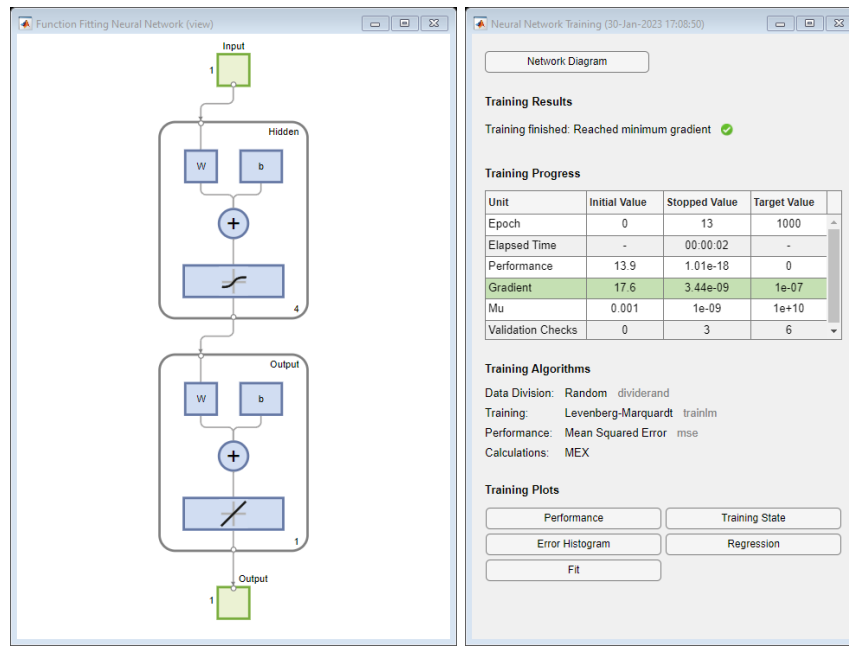 Function Fitting Neural Network (view)
Input
1
Hidden
W b
+
4
Output
W b
+
1
Output
1
Neural Network Training (30-Jan-2023 17:08:50)
Network Diagram
Training Results
Training finished: Reached minimum gradient
Training Progress
Unit Initial Value Stopped Value Target Value
Epoch 0 13 1000
Elapsed Time - 00:00:02 -
Performance 13.9 1.01e-18 0
Gradient 17.6 3.44e-09 1e-07
Mu 0.001 1e-09 1e+10
Validation Checks 0 3 6
Training Algorithms
Data Division: Random dividerand
Training: Levenberg-Marquardt trainlm
Performance: Mean Squared Error mse
Calculations: MEX
Training Plots
Performance Training State
Error Histogram Regression
Fit